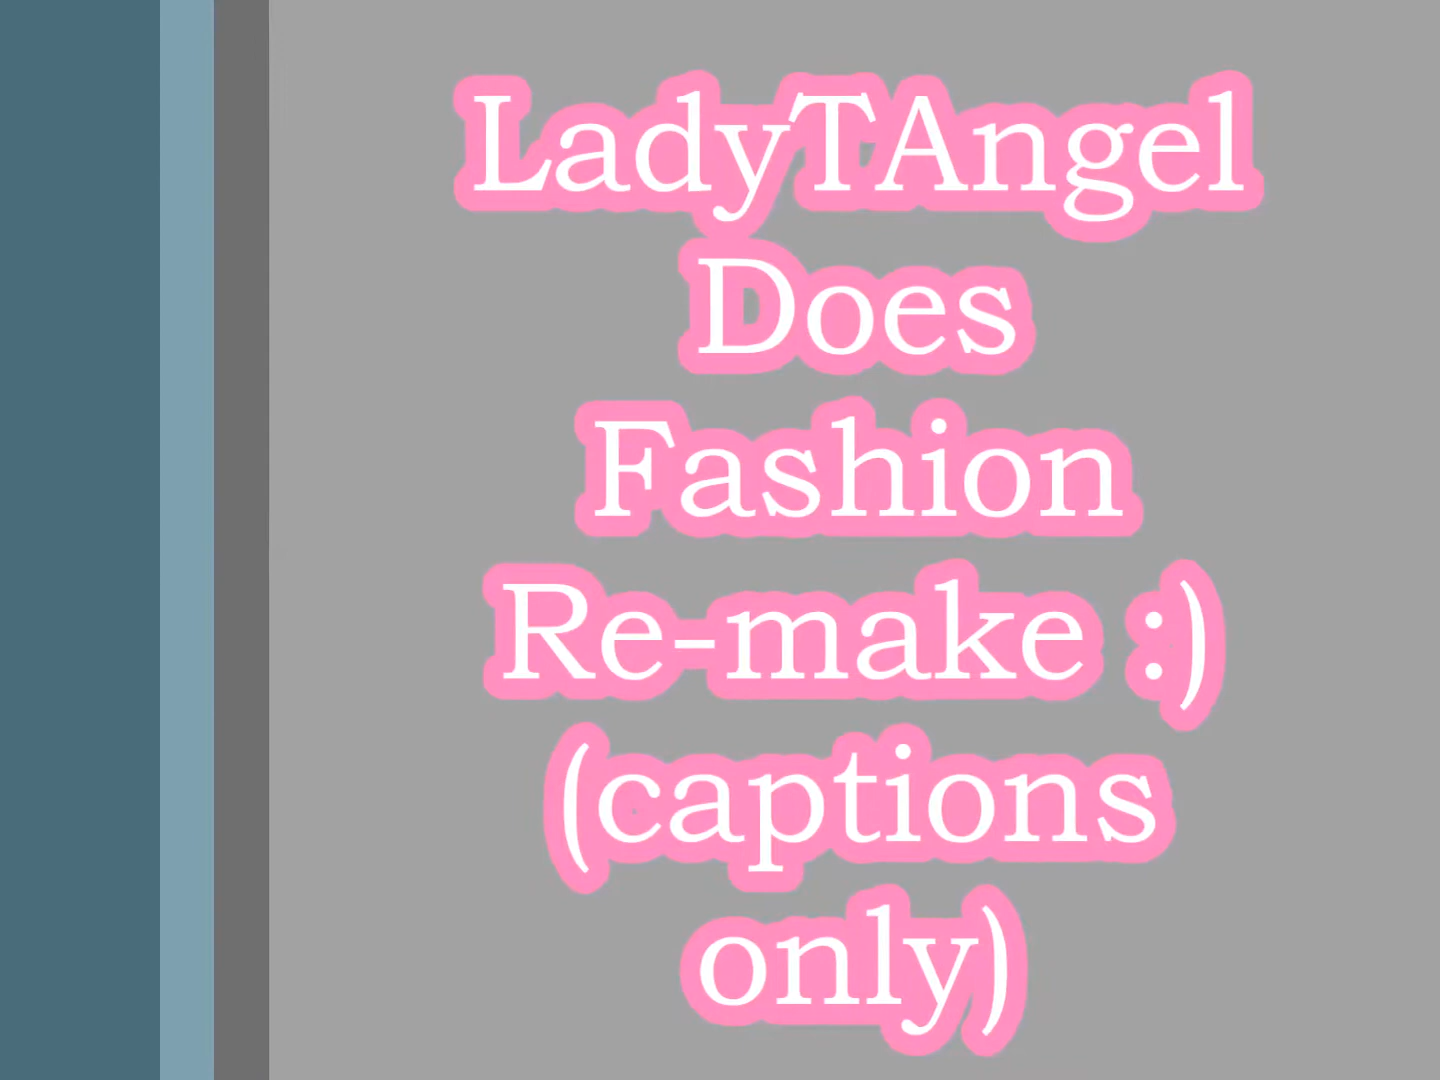 LadyTAngel
Does
Fashion
Re-make :)
(captions
only)